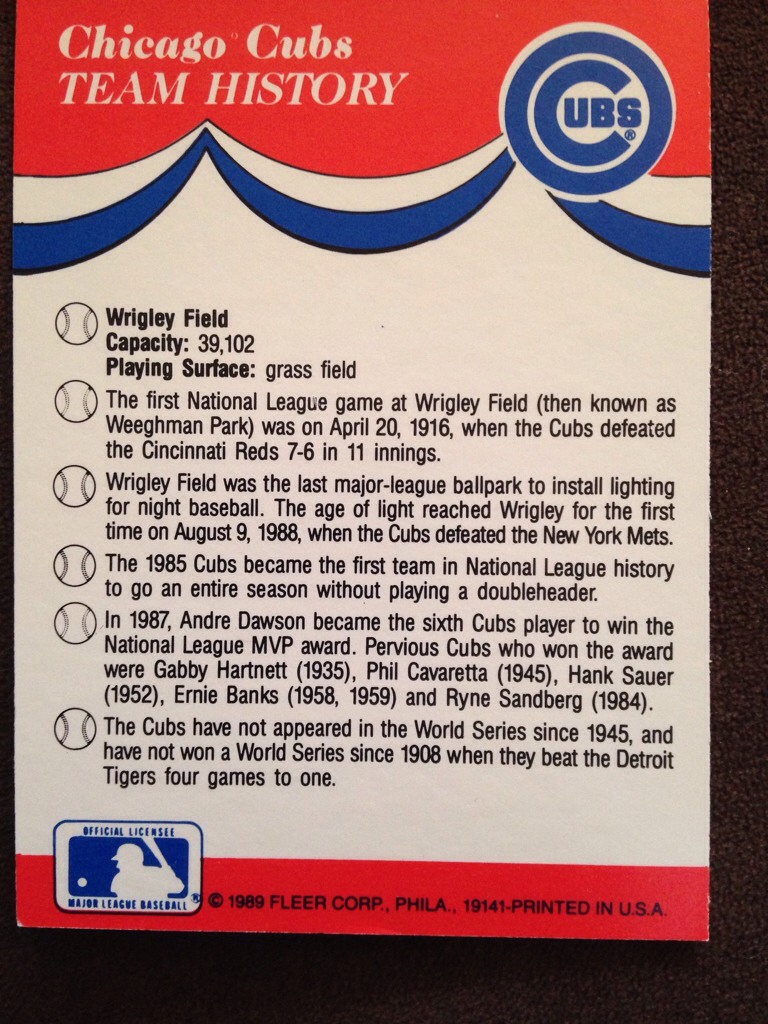 Chicago Cubs
TEAM HISTORY
CUBS®
Wrigley Field
Capacity: 39,102
Playing Surface: grass field
The first National League game at Wrigley Field (then known as
Weeghman Park) was on April 20, 1916, when the Cubs defeated
the Cincinnati Reds 7-6 in 11 innings.
Wrigley Field was the last major-league ballpark to install lighting
for night baseball. The age of light reached Wrigley for the first
time on August 9, 1988, when the Cubs defeated the New York Mets.
The 1985 Cubs became the first team in National League history
to go an entire season without playing a doubleheader.
In 1987, Andre Dawson became the sixth Cubs player to win the
National League MVP award. Pervious Cubs who won the award
were Gabby Hartnett (1935), Phil Cavaretta (1945), Hank Sauer
(1952), Ernie Banks (1958, 1959) and Ryne Sandberg (1984).
The Cubs have not appeared in the World Series since 1945, and
have not won a World Series since 1908 when they beat the Detroit
Tigers four games to one.
OFFICIAL LICENSEE
MAJOR LEAGUE BASEBALL®
© 1989 FLEER CORP., PHILA., 19141-PRINTED IN U.S.A.